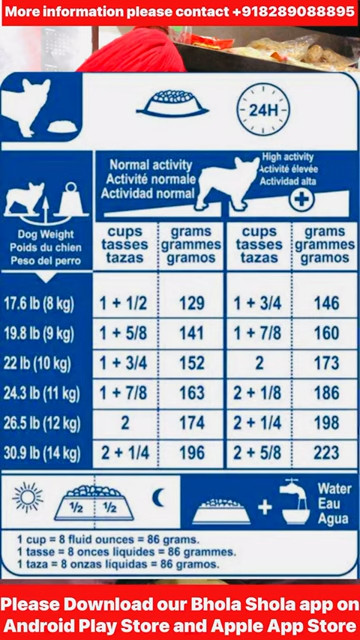 More information please contact +918289088895
24H
Normal activity
Activité normale
Actividad normal
High activity
Activité élevée
Actividad alta
Dog Weight
Poids du chien
Peso del perro
cups
tasses
tazas
grams
grammes
gramos
cups
tasses
tazas
grams
grammes
gramos
17.6 lb (8 kg) 1 + 1/2 129 1 + 3/4 146
19.8 lb (9 kg) 1 + 5/8 141 1 + 7/8 160
22 lb (10 kg) 1 + 3/4 152 2 173
24.3 lb (11 kg) 1 + 7/8 163 2 + 1/8 186
26.5 lb (12 kg) 2 174 2 + 1/4 198
30.9 lb (14 kg) 2 + 1/4 196 2 + 5/8 223
1/2 1/2
Water
Eau
Agua
1 cup = 8 fluid ounces = 86 grams.
1 tasse = 8 onces liquides = 86 grammes.
1 taza = 8 onzas líquidas = 86 gramos.
Please Download our Bhola Shola app on
Android Play Store and Apple App Store